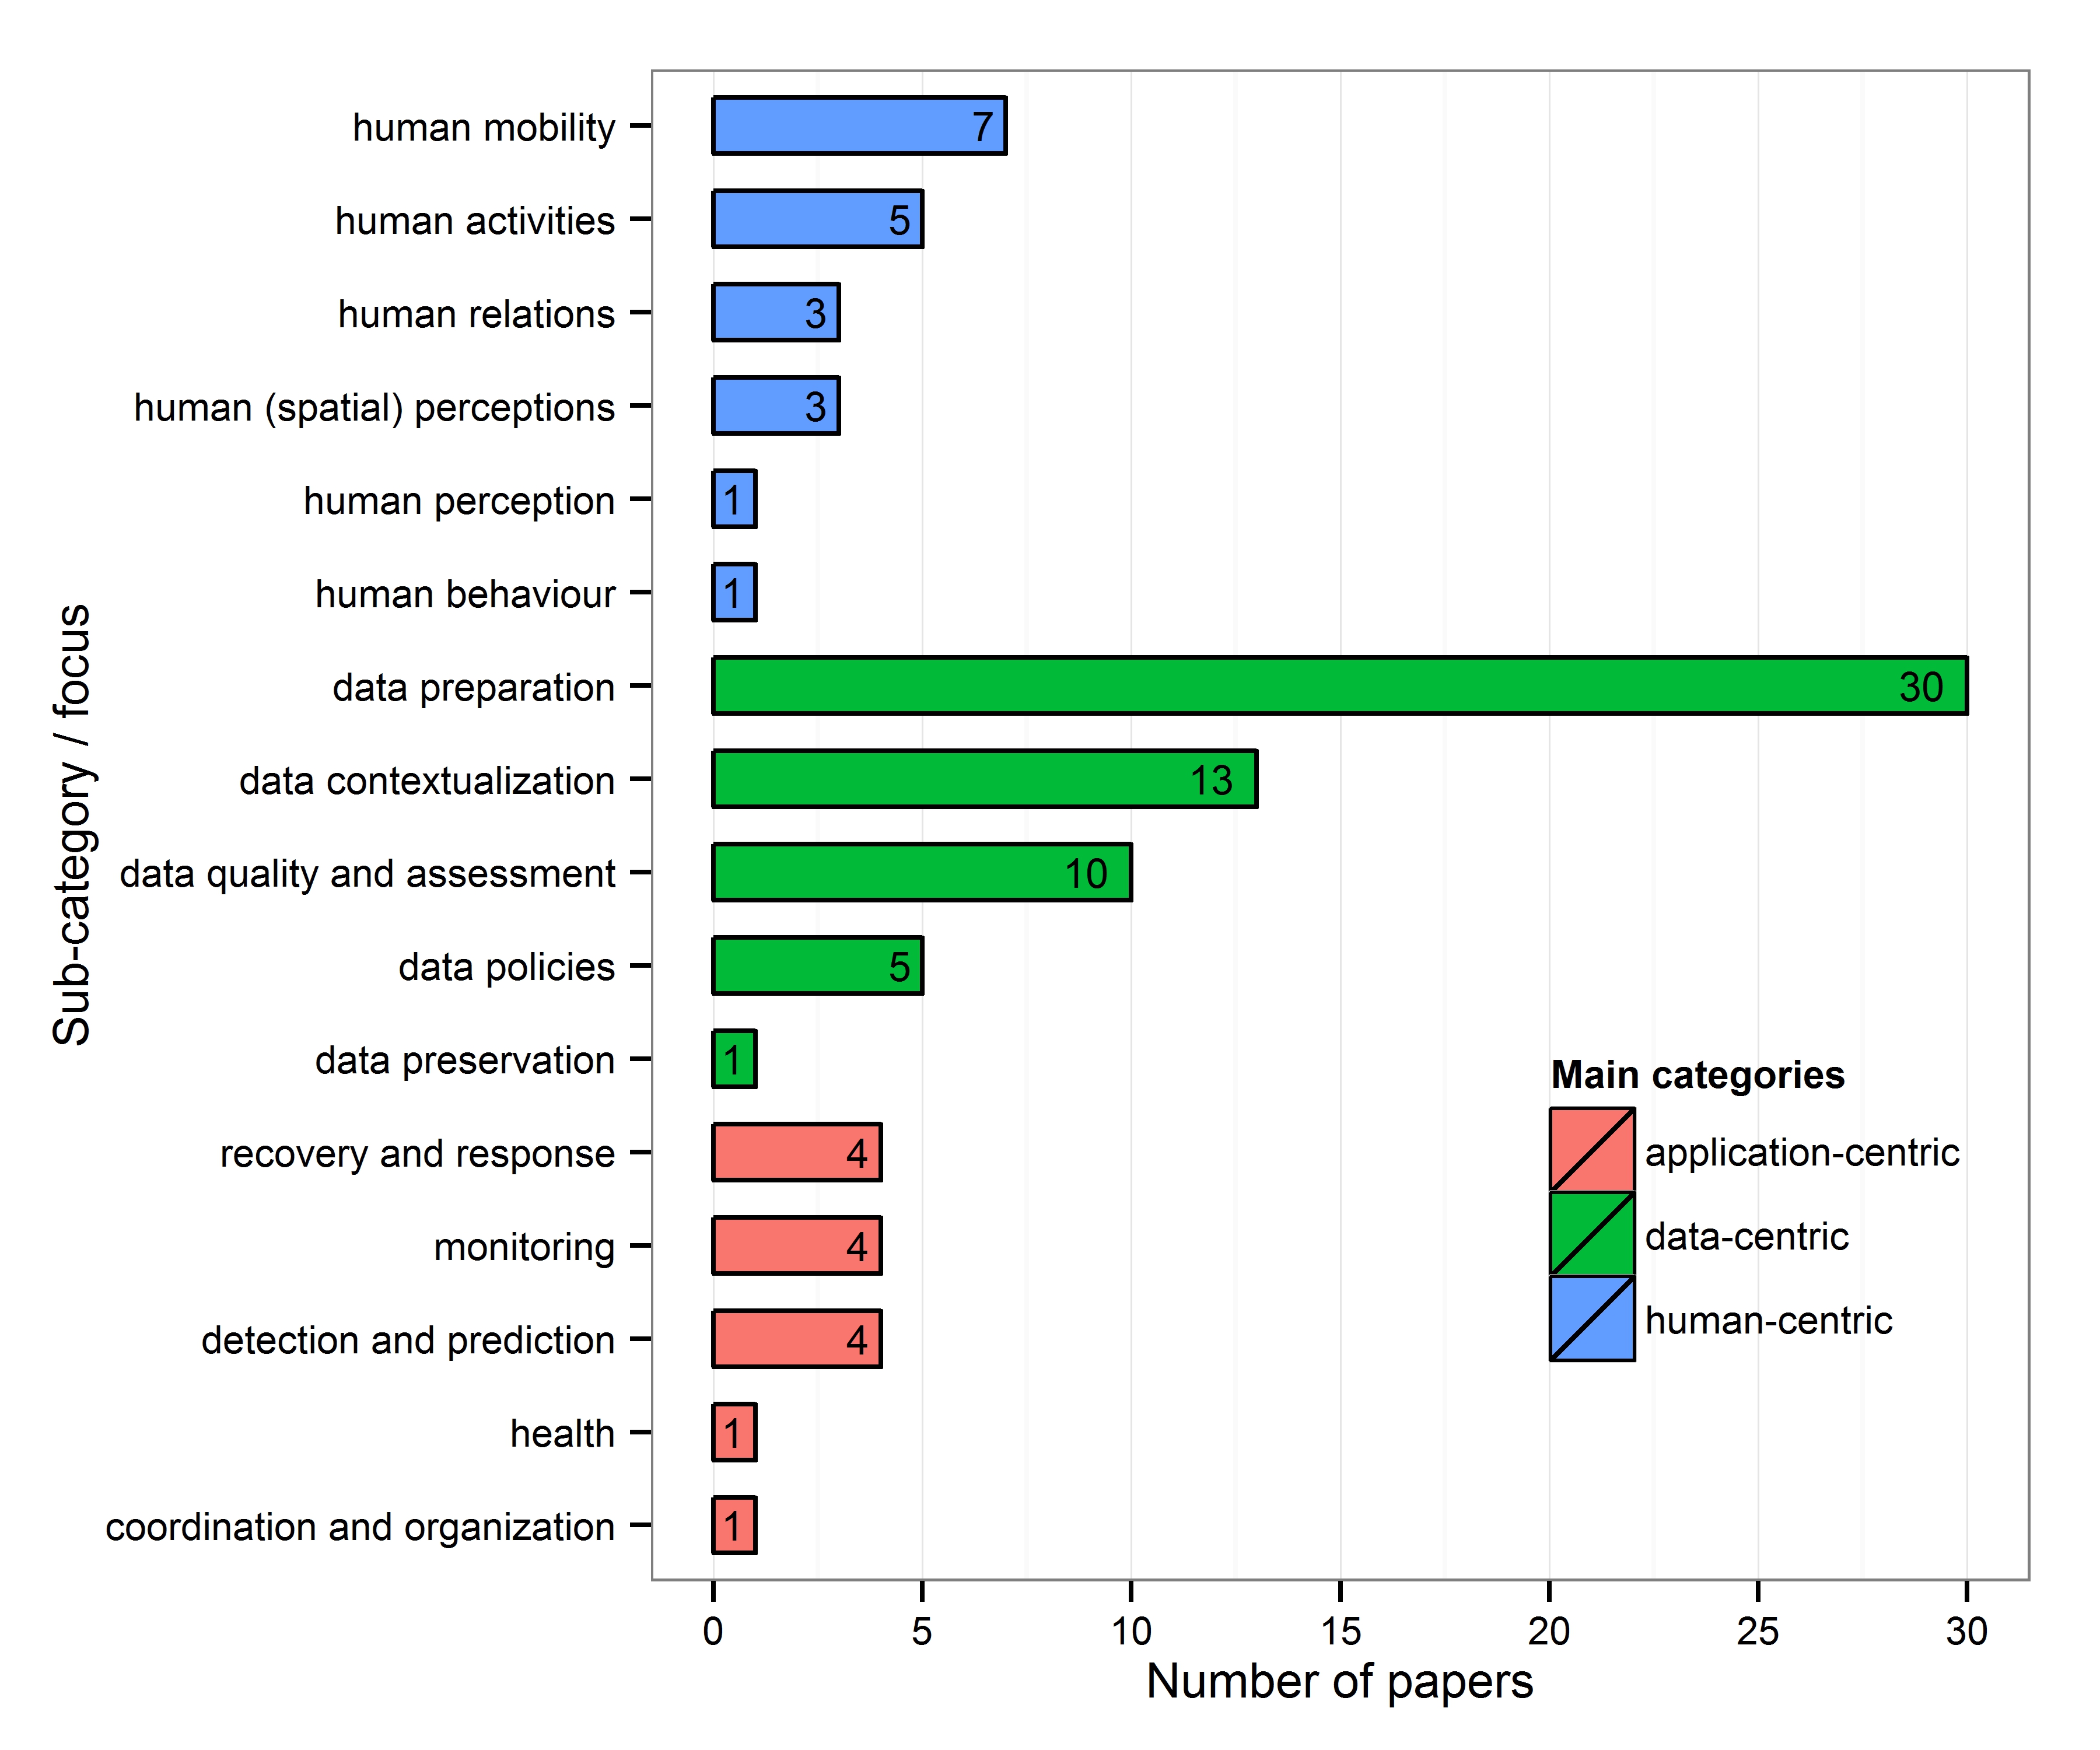 human mobility 7
human activities 5
human relations 3
human (spatial) perceptions 3
human perception 1
human behaviour 1
data preparation 30
data contextualization 13
data quality and assessment 10
data policies 5
data preservation 1
recovery and response 4
monitoring 4
detection and prediction 4
health 1
coordination and organization 1
Sub-category / focus
0 5 10 15 20 25 30
Number of papers
Main categories
application-centric
data-centric
human-centric